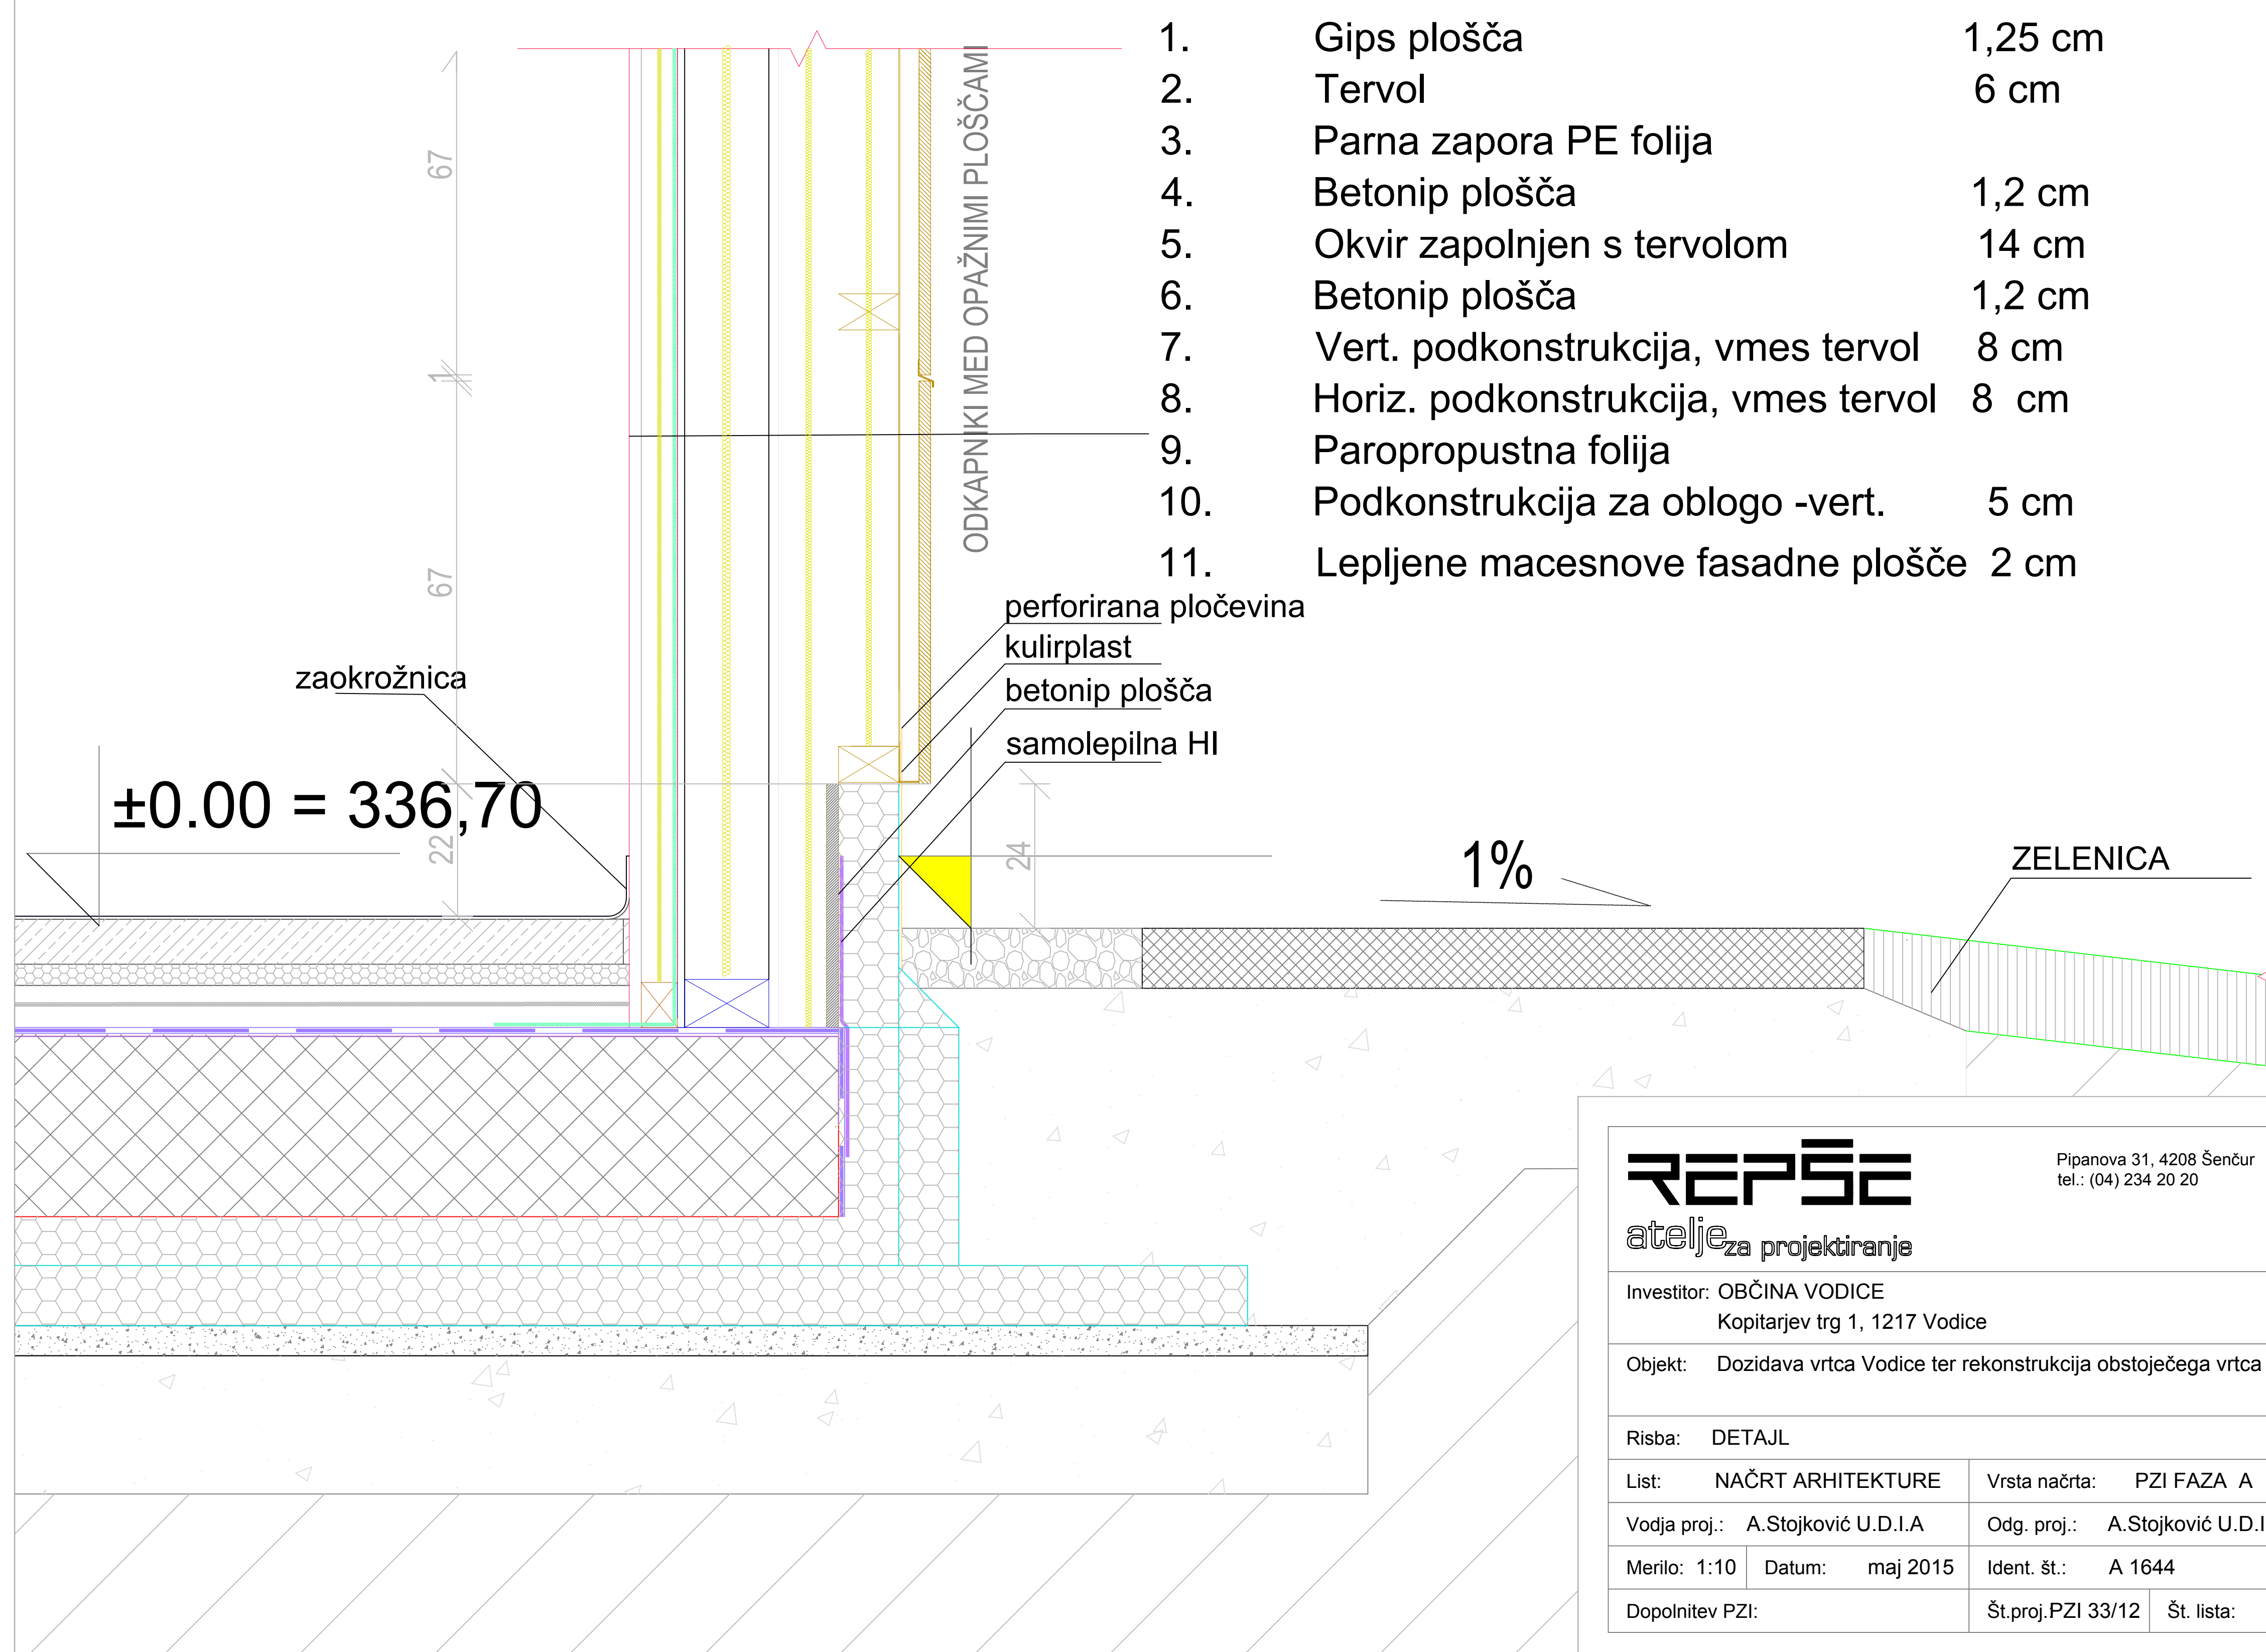 1. Gips plošča 1,25 cm
2. Tervol 6 cm
3. Parna zapora PE folija
4. Betonip plošča 1,2 cm
5. Okvir zapolnjen s tervolom 14 cm
6. Betonip plošča 1,2 cm
7. Vert. podkonstrukcija, vmes tervol 8 cm
8. Horiz. podkonstrukcija, vmes tervol 8 cm
9. Paropropustna folija
10. Podkonstrukcija za oblogo -vert. 5 cm
11. Lepljene macesnove fasadne plošče 2 cm
ODKAPNIKI MED OPAŽNIMI PLOŠČAMI
67
1
67
22
perforirana pločevina
kulirplast
betonip plošča
samolepilna HI
zaokrožnica
±0.00 = 336,70
24
1%
ZELENICA
REPŠE
atelje za projektiranje
Pipanova 31, 4208 Šenčur
tel.: (04) 234 20 20
Investitor: OBČINA VODICE
Kopitarjev trg 1, 1217 Vodice
Objekt: Dozidava vrtca Vodice ter rekonstrukcija obstoječega vrtca
Risba: DETAJL
List: NAČRT ARHITEKTURE
Vrsta načrta: PZI FAZA A
Vodja proj.: A.Stojković U.D.I.A
Odg. proj.: A.Stojković U.D.I
Merilo: 1:10
Datum: maj 2015
Ident. št.: A 1644
Dopolnitev PZI:
Št.proj.:PZI 33/12
Št. lista: